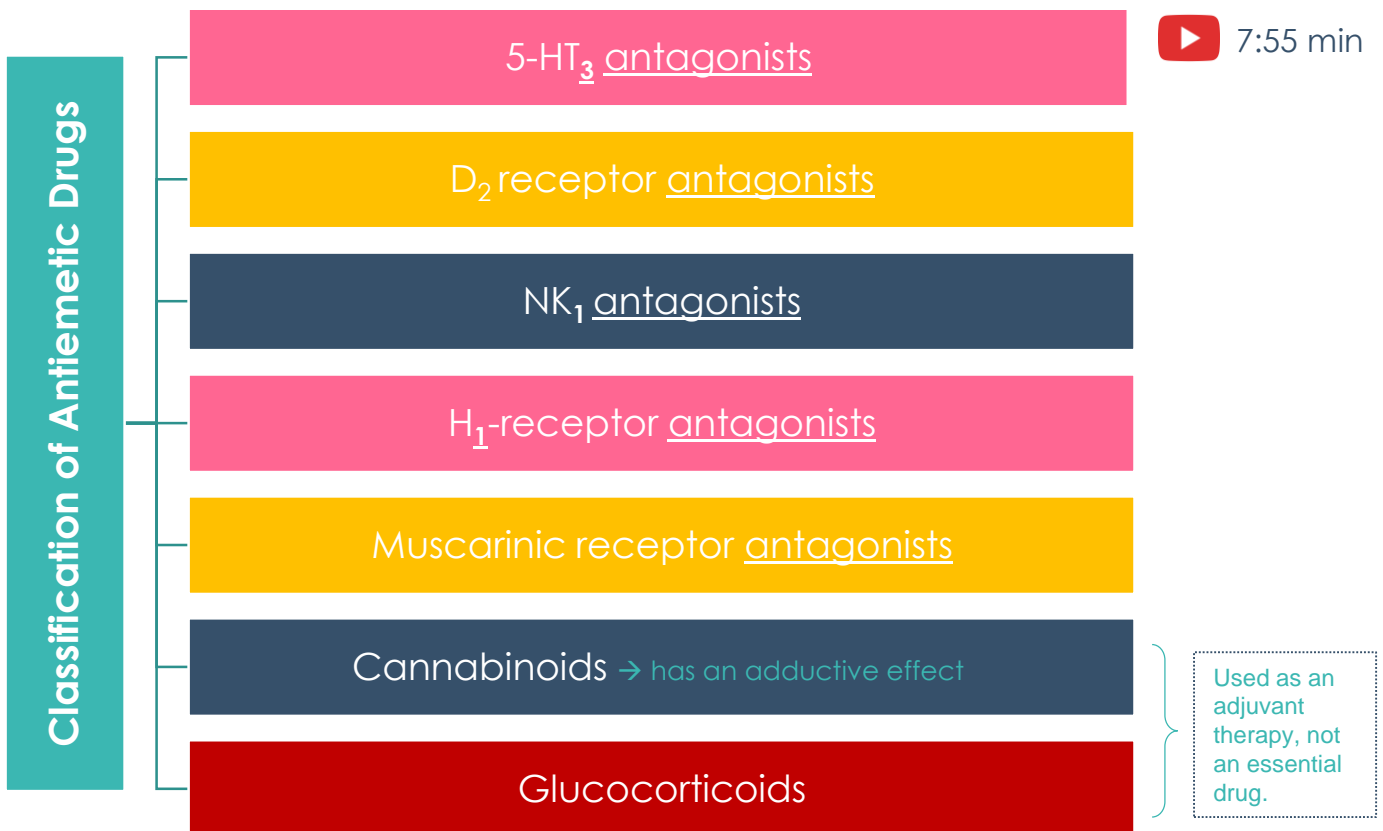 Classification of Antiemetic Drugs
5-HT₃ antagonists
7:55 min
D₂ receptor antagonists
NK₁ antagonists
H₁-receptor antagonists
Muscarinic receptor antagonists
Cannabinoids → has an adductive effect
Glucocorticoids
Used as an
adjuvant
therapy, not
an essential
drug.